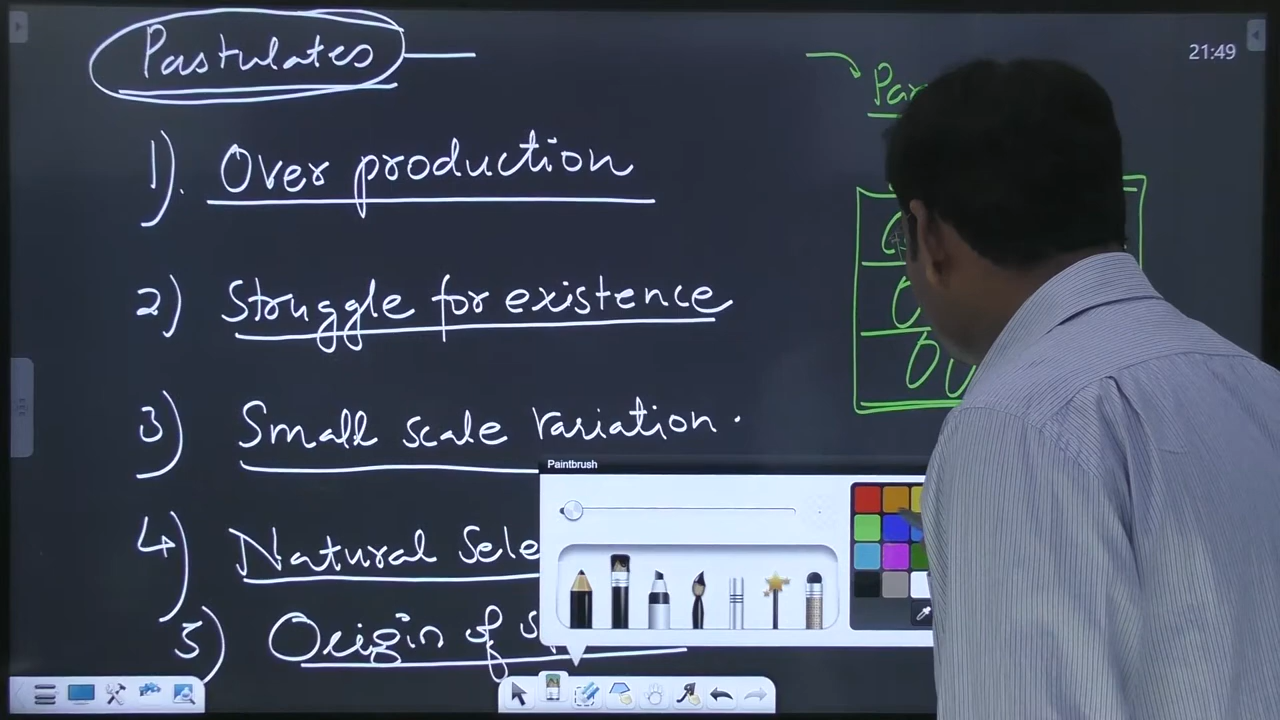 Postulates
21:49
1). Over production
2) Struggle for existence
3) Small scale variation.
Paintbrush
4) Natural Sele
5) Origin of s